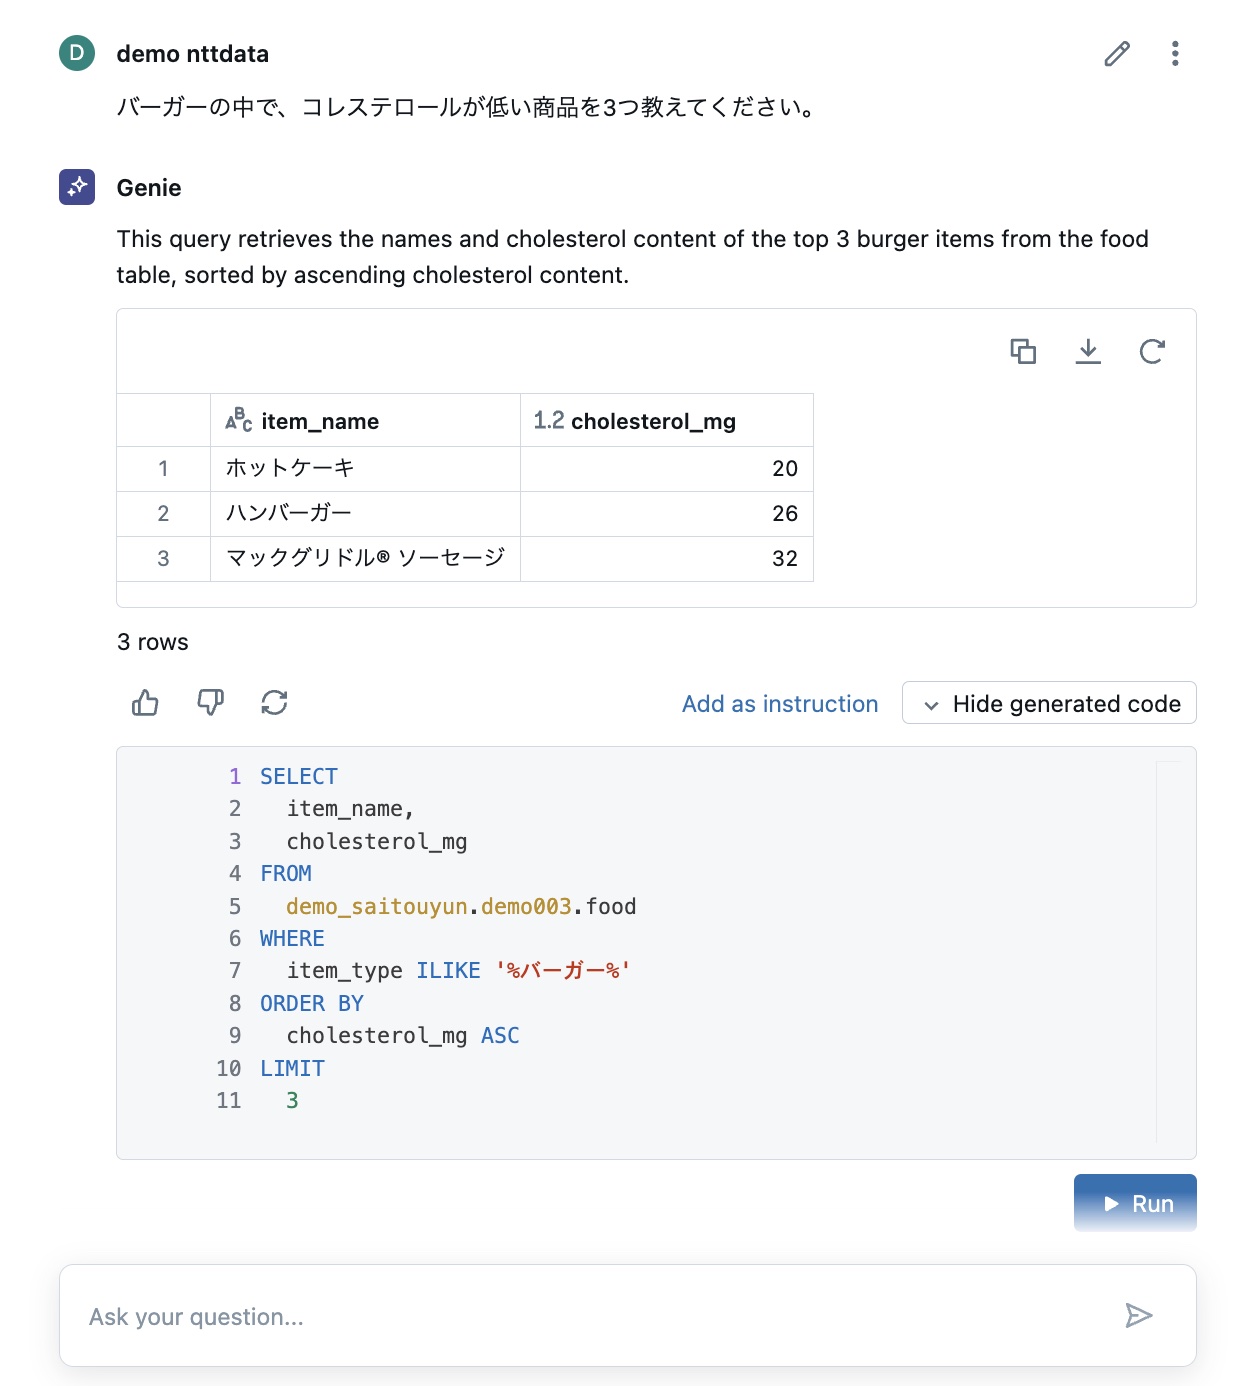 D demo nttdata
バーガーの中で、コレステロールが低い商品を3つ教えてください。
Genie
This query retrieves the names and cholesterol content of the top 3 burger items from the food
table, sorted by ascending cholesterol content.
ABC item_name 1.2 cholesterol_mg
1 ホットケーキ 20
2 ハンバーガー 26
3 マックグリドル® ソーセージ 32
3 rows
Add as instruction Hide generated code
1 SELECT
2 item_name,
3 cholesterol_mg
4 FROM
5 demo_saitouyun.demo003.food
6 WHERE
7 item_type ILIKE '%バーガー%'
8 ORDER BY
9 cholesterol_mg ASC
10 LIMIT
11 3
Run
Ask your question...